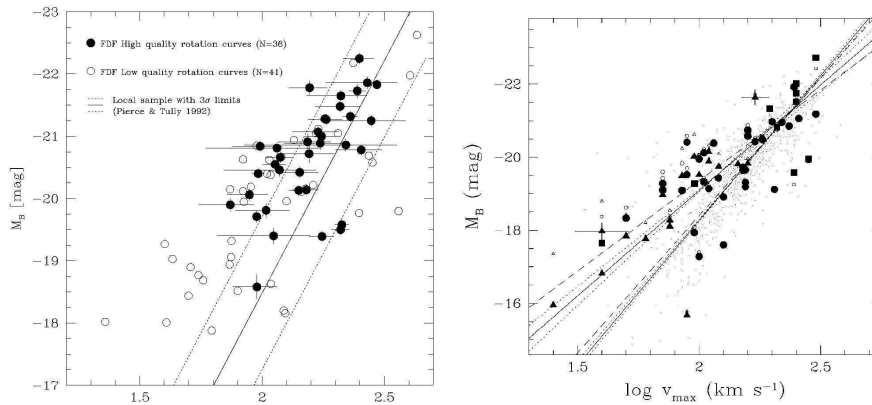 -23
-22
-21
-20
-19
-18
-17
M_B [mag]
FDF High quality rotation curves (N=36)
FDF Low quality rotation curves (N=41)
Local sample with 3σ limits
(Pierce & Tully 1992)
1.5
2
2.5
-22
-20
-18
-16
M_B (mag)
1.5
2.0
2.5
log v_max (km s⁻¹)